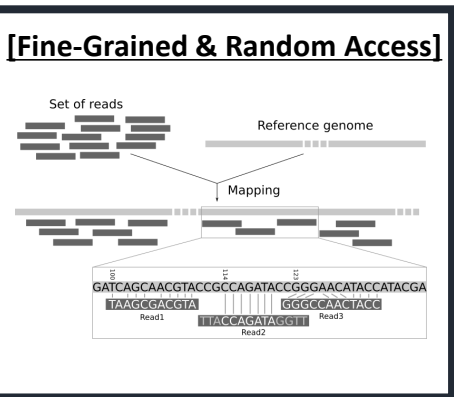 [Fine-Grained & Random Access]
Set of reads
Reference genome
Mapping
100
114
123
GATCAGCAACGTACCGCCAGATACCGGGAACATACCATACGA
TAAGCGACGTA
GGGCCAACTACC
Read1
Read3
TTACCAGATAGGTT
Read2